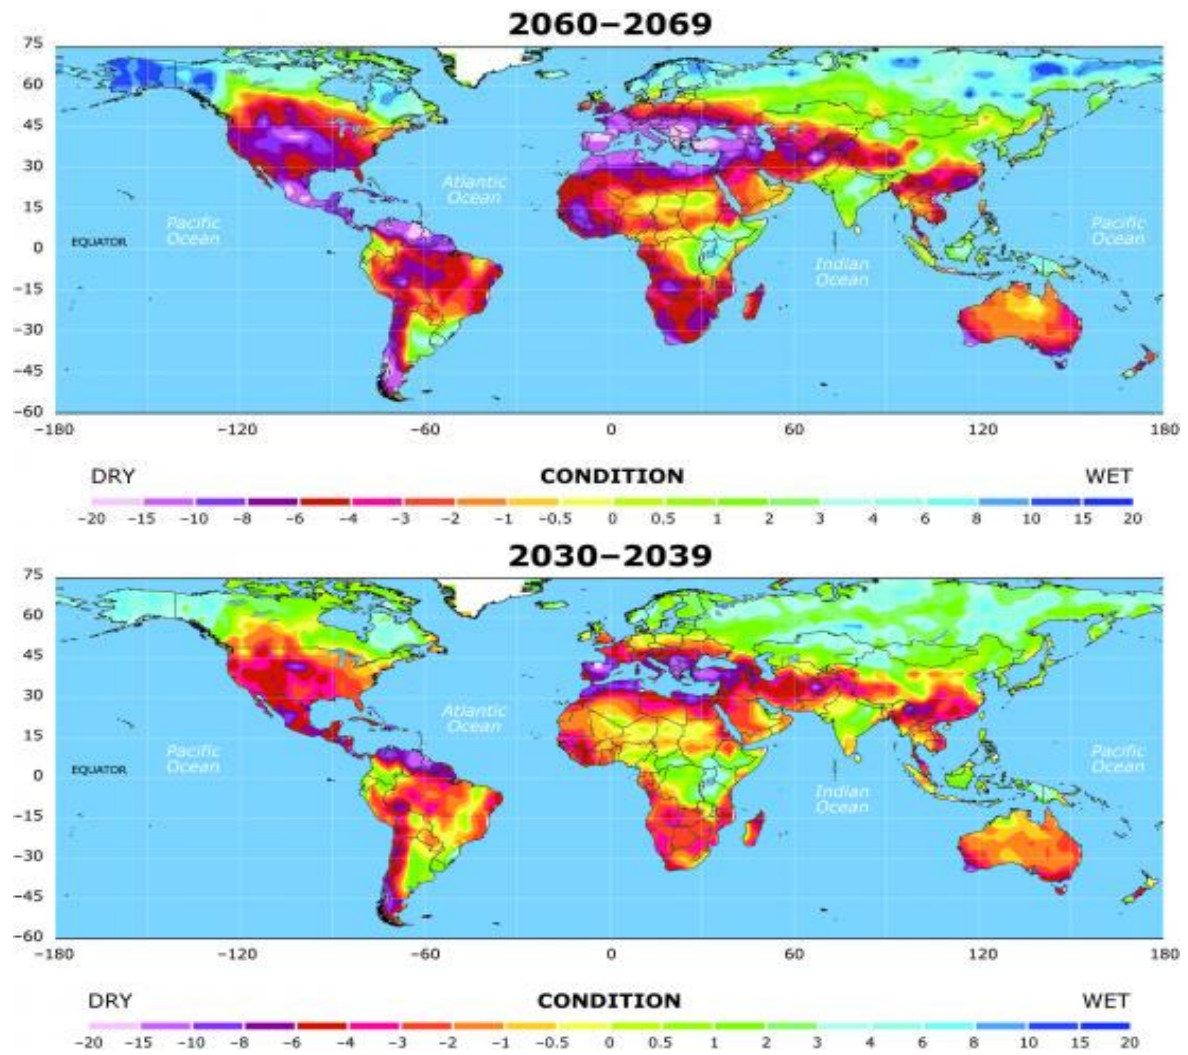 2060–2069
75
60
45
30
15
0
–15
–30
–45
–60
Atlantic
Ocean
Pacific
Ocean
EQUATOR
Indian
Ocean
Pacific
Ocean
–180 –120 –60 0 60 120 180
DRY CONDITION WET
–20 –15 –10 –8 –6 –4 –3 –2 –1 –0.5 0 0.5 1 2 3 4 6 8 10 15 20
2030–2039
75
60
45
30
15
0
–15
–30
–45
–60
Atlantic
Ocean
Pacific
Ocean
EQUATOR
Indian
Ocean
Pacific
Ocean
–180 –120 –60 0 60 120 180
DRY CONDITION WET
–20 –15 –10 –8 –6 –4 –3 –2 –1 –0.5 0 0.5 1 2 3 4 6 8 10 15 20